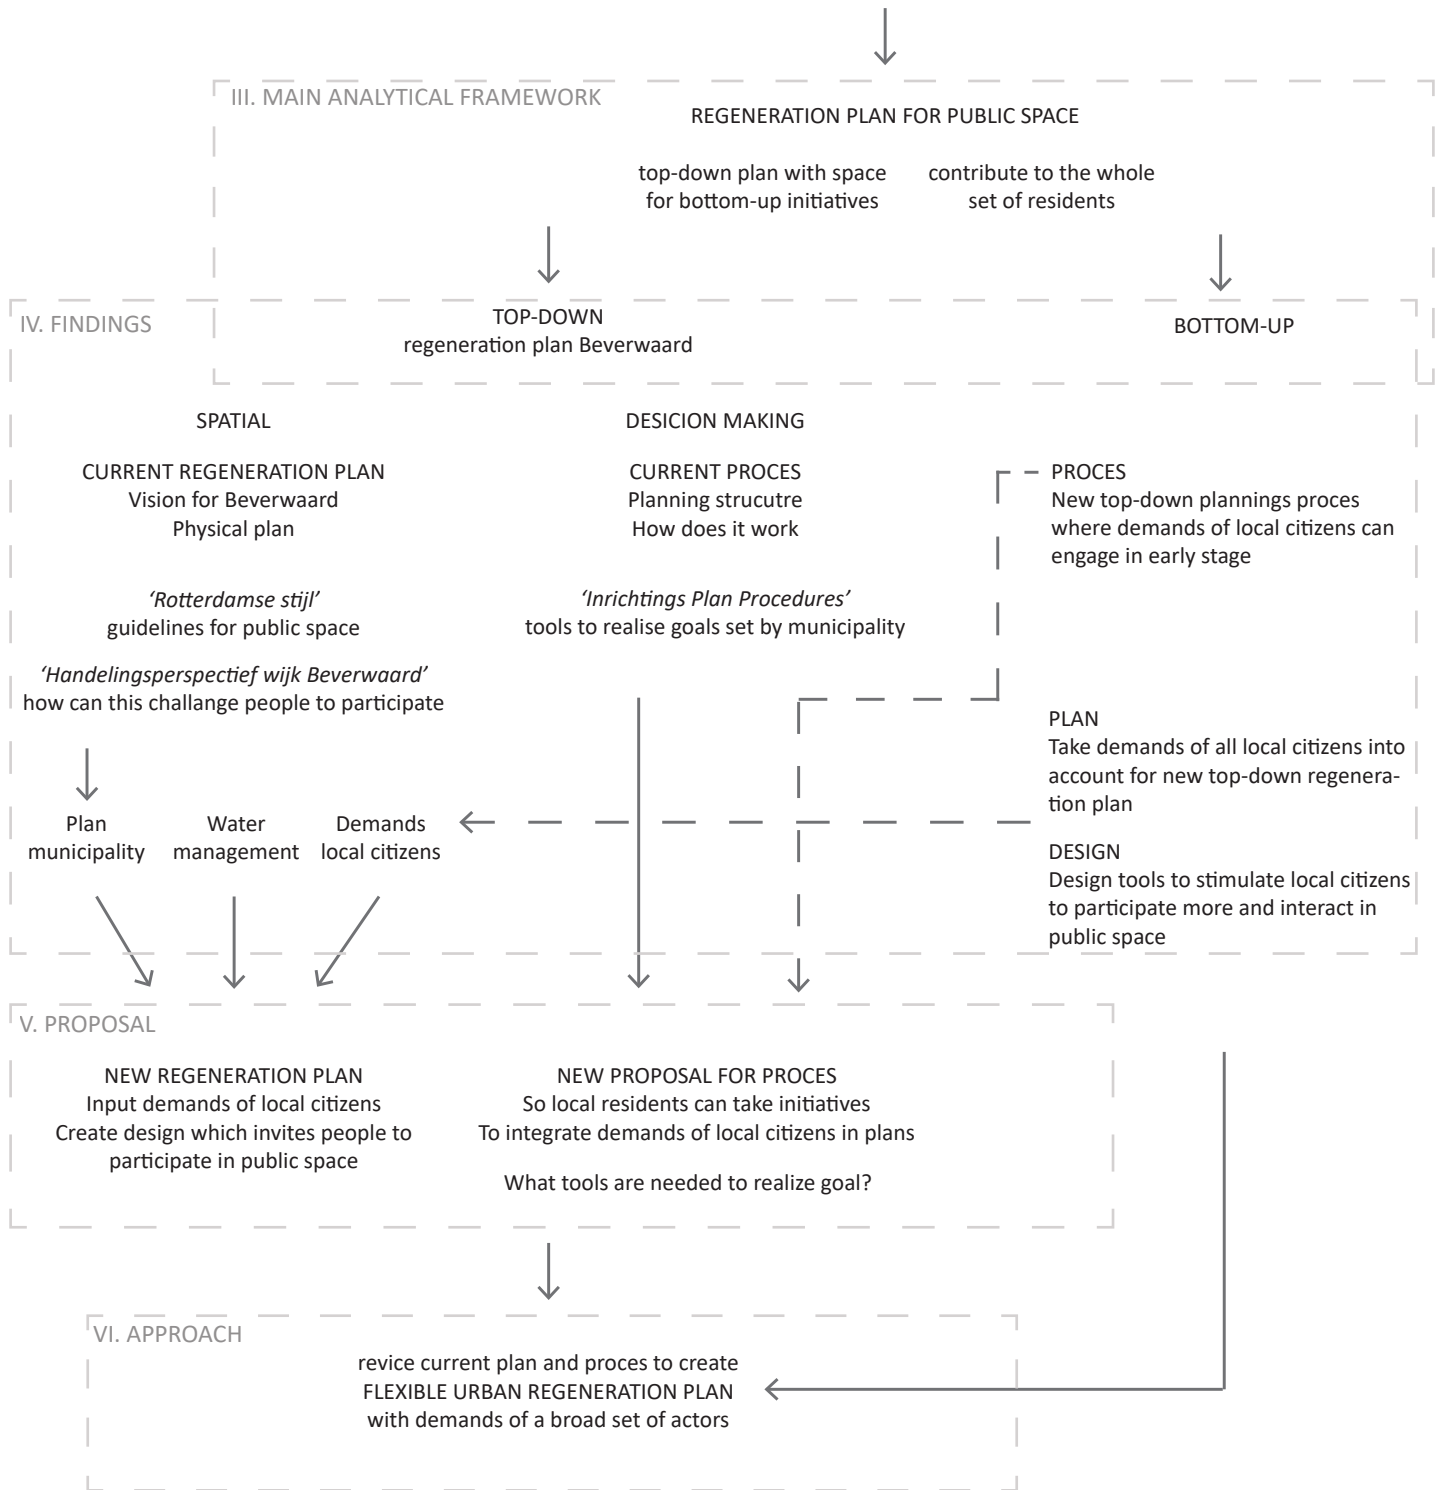 III. MAIN ANALYTICAL FRAMEWORK
REGENERATION PLAN FOR PUBLIC SPACE
top-down plan with space
for bottom-up initiatives
contribute to the whole
set of residents
IV. FINDINGS
TOP-DOWN
regeneration plan Beverwaard
BOTTOM-UP
SPATIAL
CURRENT REGENERATION PLAN
Vision for Beverwaard
Physical plan
‘Rotterdamse stijl’
guidelines for public space
‘Handelingsperspectief wijk Beverwaard’
how can this challange people to participate
DESICION MAKING
CURRENT PROCES
Planning strucutre
How does it work
‘Inrichtings Plan Procedures’
tools to realise goals set by municipality
PROCES
New top-down plannings proces
where demands of local citizens can
engage in early stage
PLAN
Take demands of all local citizens into
account for new top-down regenera-
tion plan
DESIGN
Design tools to stimulate local citizens
to participate more and interact in
public space
Plan
municipality
Water
management
Demands
local citizens
V. PROPOSAL
NEW REGENERATION PLAN
Input demands of local citizens
Create design which invites people to
participate in public space
NEW PROPOSAL FOR PROCES
So local residents can take initiatives
To integrate demands of local citizens in plans
What tools are needed to realize goal?
VI. APPROACH
revice current plan and proces to create
FLEXIBLE URBAN REGENERATION PLAN
with demands of a broad set of actors